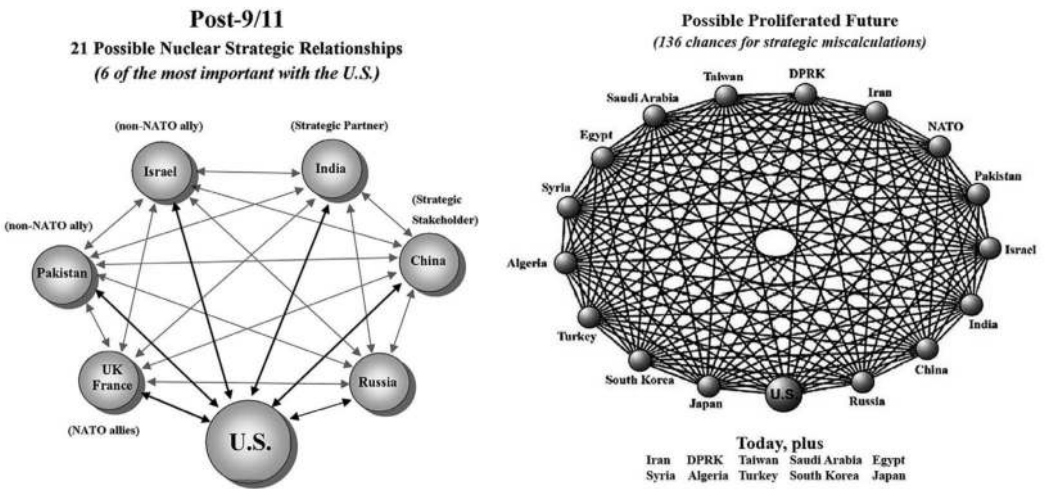 Post-9/11
21 Possible Nuclear Strategic Relationships
(6 of the most important with the U.S.)
(non-NATO ally)
(Strategic Partner)
Israel
India
(Strategic
Stakeholder)
(non-NATO ally)
Pakistan
China
UK
France
Russia
(NATO allies)
U.S.
Possible Proliferated Future
(136 chances for strategic miscalculations)
Taiwan
DPRK
Saudi Arabia
Iran
Egypt
NATO
Syria
Pakistan
Algeria
Israel
Turkey
India
South Korea
China
Japan
U.S
Russia
Today, plus
Iran DPRK Taiwan Saudi Arabia Egypt
Syria Algeria Turkey South Korea Japan